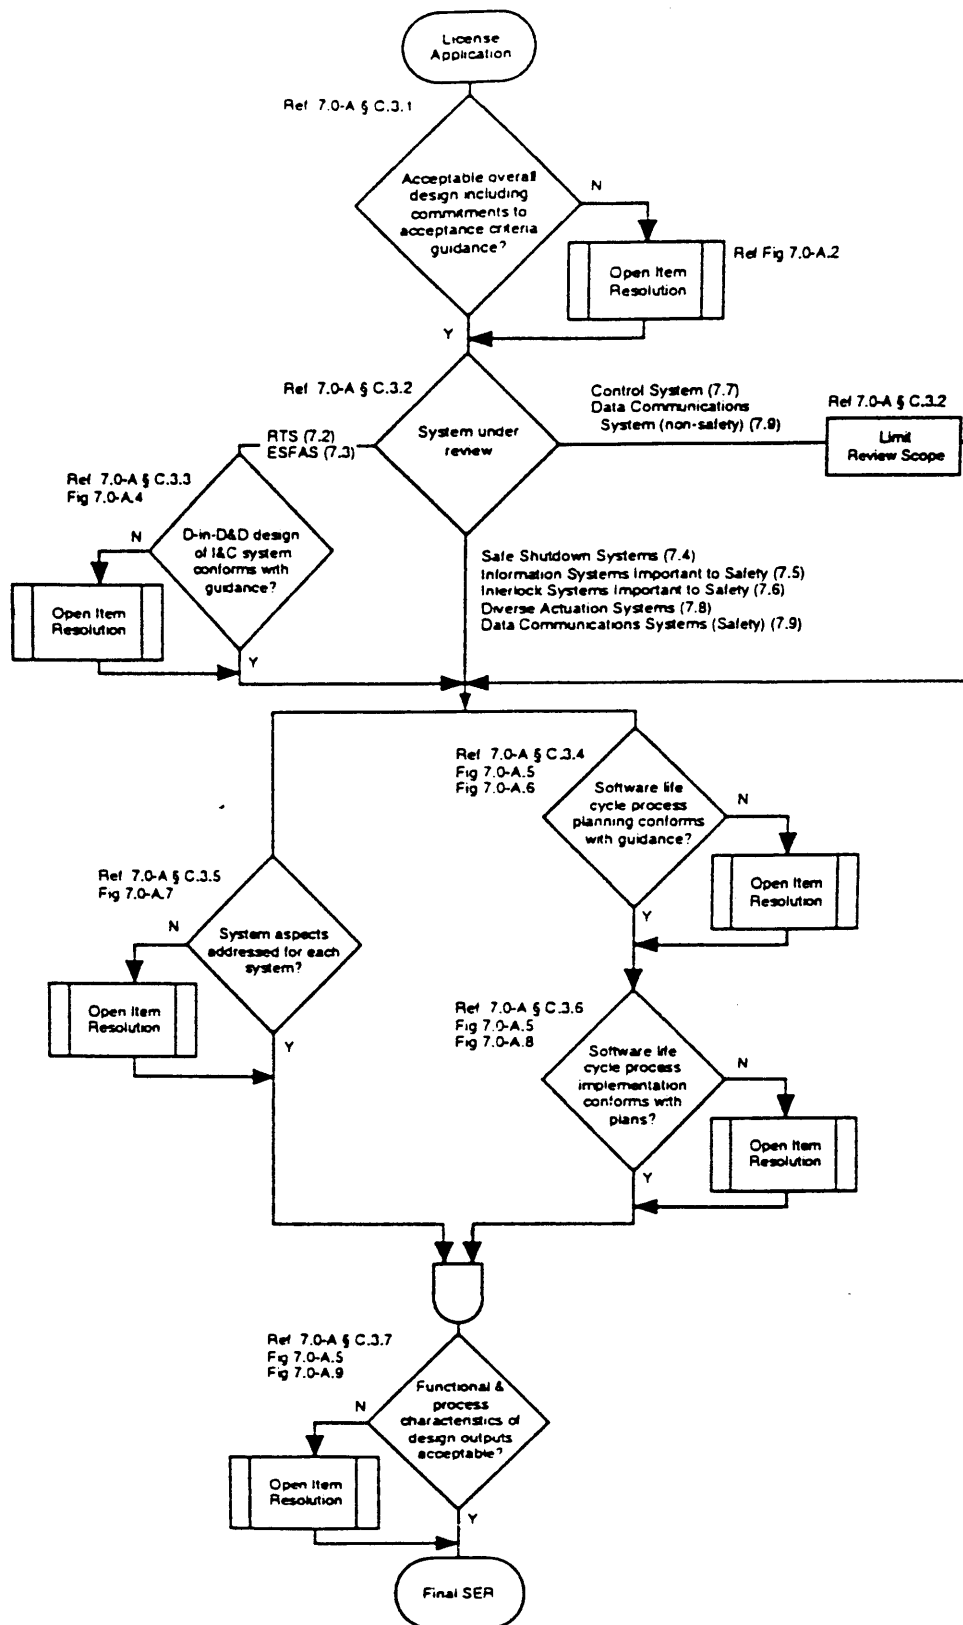 License
Application
Ref 7.0-A § C.3.1
Acceptable overall
design including
commitments to
acceptance criteria
guidance?
N
Open Item
Resolution
Ref Fig 7.0-A.2
Y
Ref 7.0-A § C.3.2
System under
review
Control System (7.7)
Data Communications
System (non-safety) (7.9)
Ref 7.0-A § C.3.2
Limit
Review Scope
RTS (7.2)
ESFAS (7.3)
Ref 7.0-A § C.3.3
Fig 7.0-A.4
N
D-in-D&D design
of I&C system
conforms with
guidance?
Open Item
Resolution
Y
Safe Shutdown Systems (7.4)
Information Systems Important to Safety (7.5)
Interlock Systems Important to Safety (7.6)
Diverse Actuation Systems (7.8)
Data Communications Systems (Safety) (7.9)
Ref 7.0-A § C.3.4
Fig 7.0-A.5
Fig 7.0-A.6
Software life
cycle process
planning conforms
with guidance?
N
Open Item
Resolution
Y
Ref 7.0-A § C.3.5
Fig 7.0-A.7
N
System aspects
addressed for each
system?
Open Item
Resolution
Y
Ref 7.0-A § C.3.6
Fig 7.0-A.5
Fig 7.0-A.8
Software life
cycle process
implementation
conforms with
plans?
N
Open Item
Resolution
Y
Ref 7.0-A § C.3.7
Fig 7.0-A.5
Fig 7.0-A.9
N
Functional &
process
characteristics of
design outputs
acceptable?
Open Item
Resolution
Y
Final SER